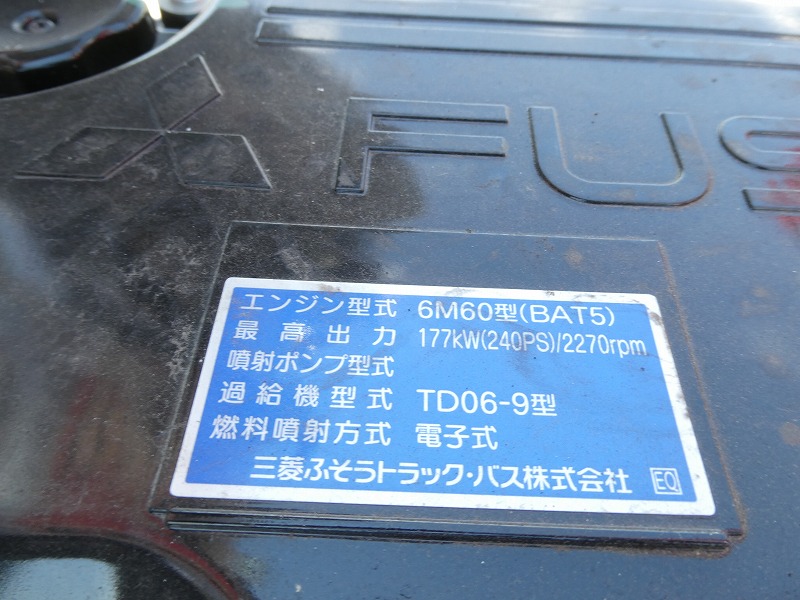 FUS
エンジン型式 6M60型(BAT5)
最高出力 177kW(240PS)/2270rpm
噴射ポンプ型式
過給機型式 TD06-9型
燃料噴射方式 電子式
三菱ふそうトラック・バス株式会社 EQ